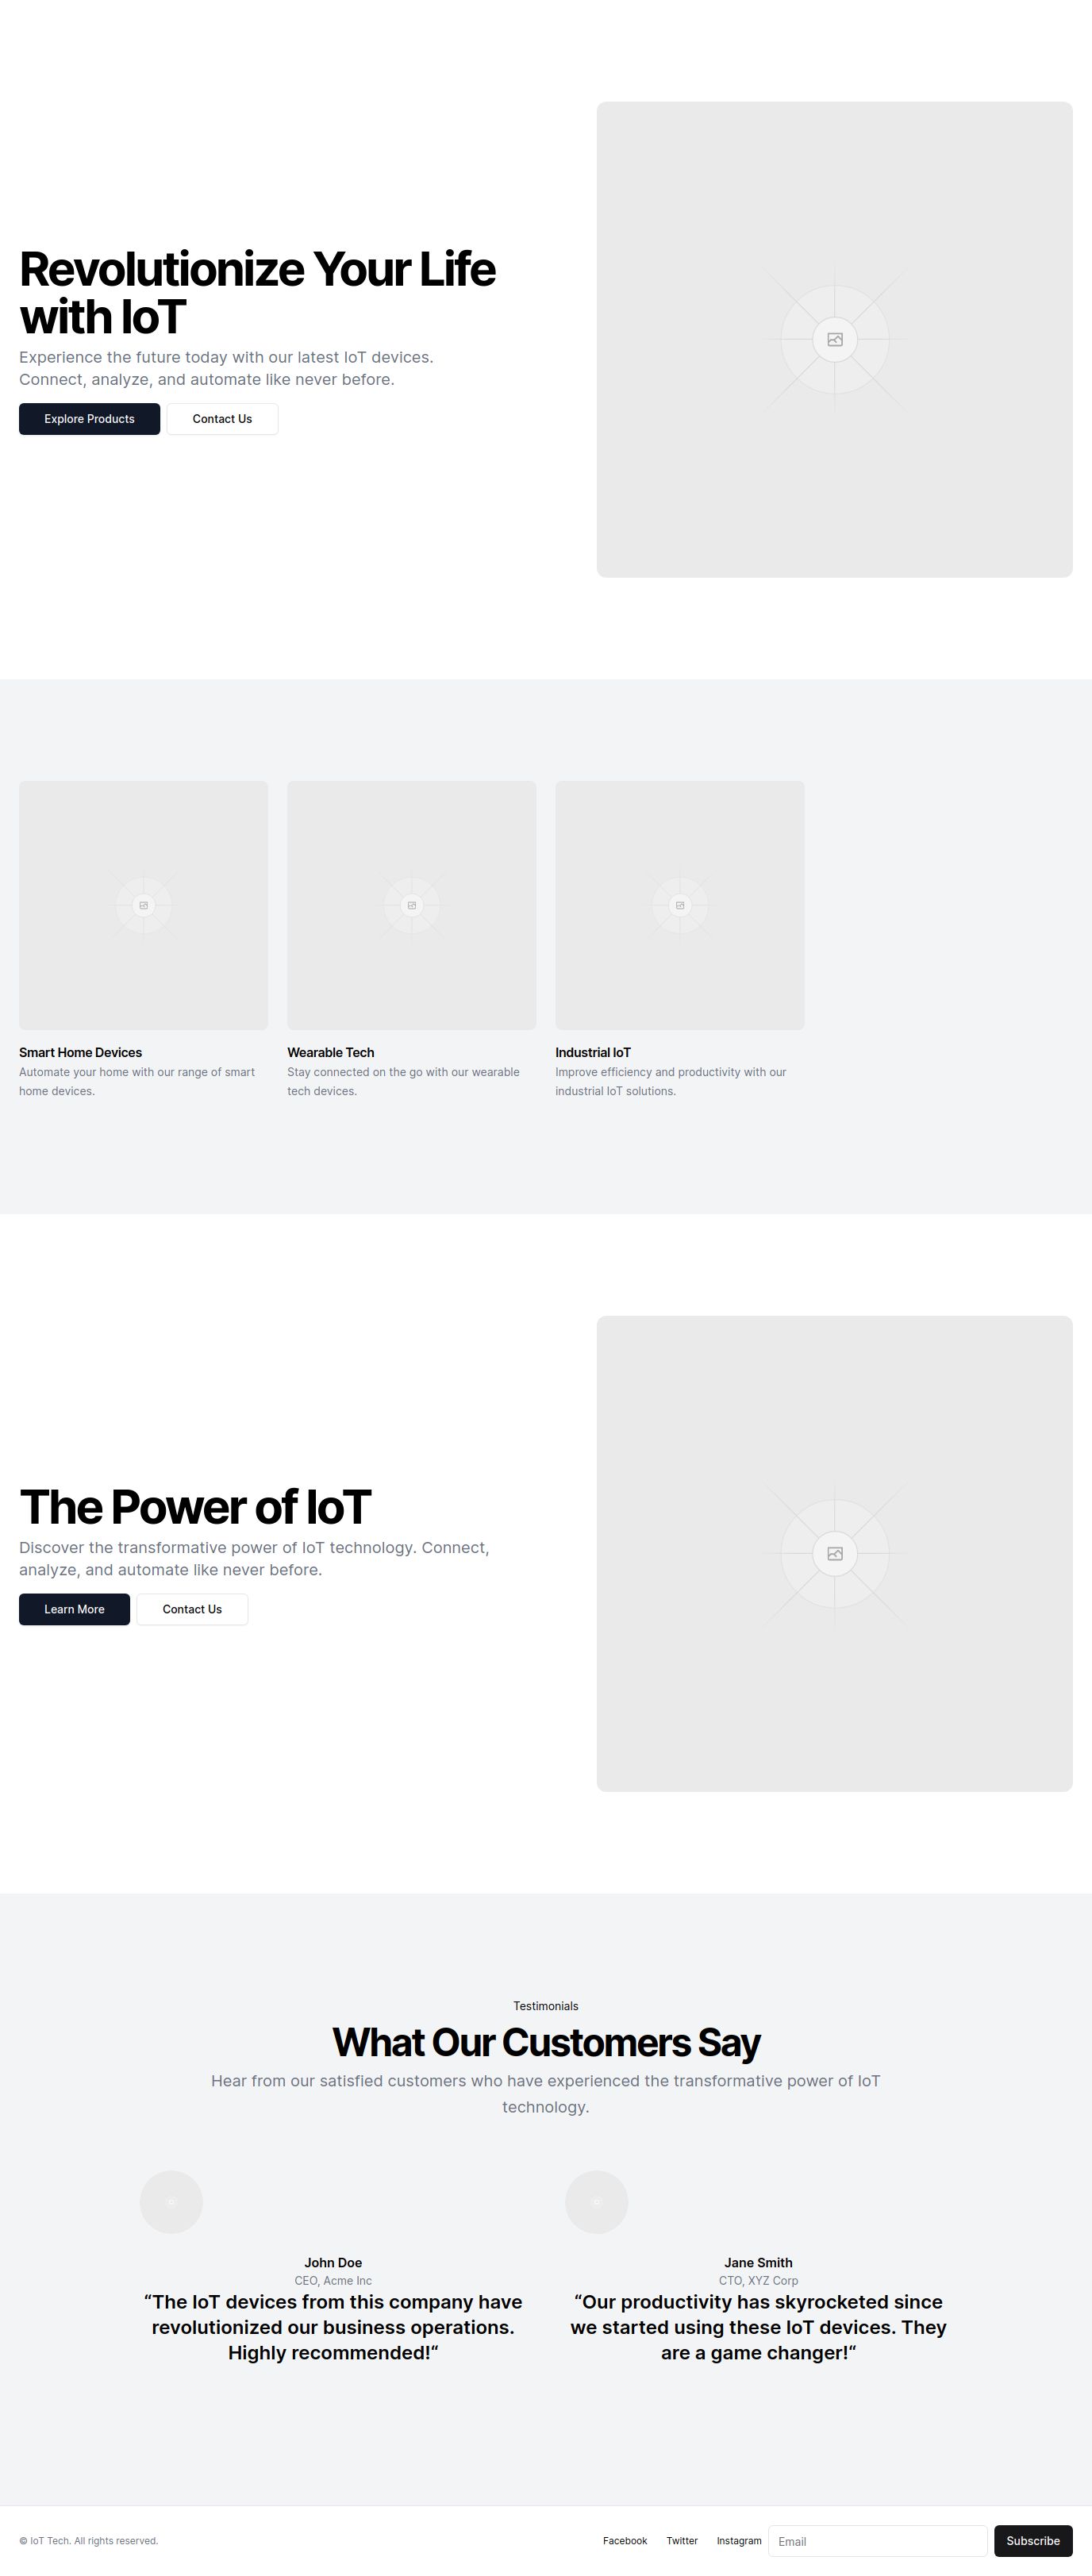 Revolutionize Your Life
with IoT
Experience the future today with our latest IoT devices.
Connect, analyze, and automate like never before.
Explore Products
Contact Us
Smart Home Devices
Automate your home with our range of smart
home devices.
Wearable Tech
Stay connected on the go with our wearable
tech devices.
Industrial IoT
Improve efficiency and productivity with our
industrial IoT solutions.
The Power of IoT
Discover the transformative power of IoT technology. Connect,
analyze, and automate like never before.
Learn More
Contact Us
Testimonials
What Our Customers Say
Hear from our satisfied customers who have experienced the transformative power of IoT
technology.
John Doe
CEO, Acme Inc
“The IoT devices from this company have
revolutionized our business operations.
Highly recommended!“
Jane Smith
CTO, XYZ Corp
“Our productivity has skyrocketed since
we started using these IoT devices. They
are a game changer!“
© IoT Tech. All rights reserved.
Facebook
Twitter
Instagram
Email
Subscribe